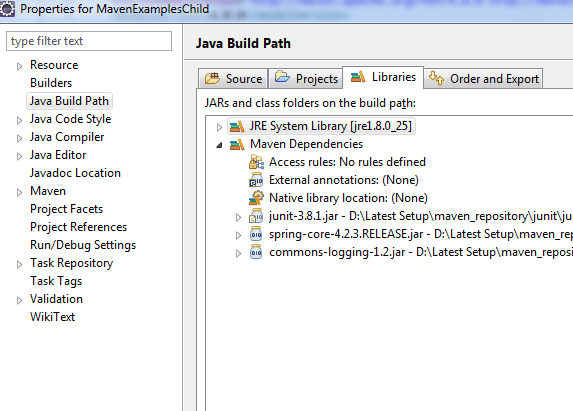 Properties for MavenExamplesChild
type filter text
Resource
Builders
Java Build Path
Java Code Style
Java Compiler
Java Editor
Javadoc Location
Maven
Project Facets
Project References
Run/Debug Settings
Task Repository
Task Tags
Validation
WikiText
Java Build Path
Source Projects Libraries Order and Export
JARs and class folders on the build path:
JRE System Library [jre1.8.0_25]
Maven Dependencies
Access rules: No rules defined
External annotations: (None)
Native library location: (None)
junit-3.8.1.jar - D:\Latest Setup\maven_repository\junit\ju
spring-core-4.2.3.RELEASE.jar - D:\Latest Setup\maven_rep
commons-logging-1.2.jar - D:\Latest Setup\maven_reposi